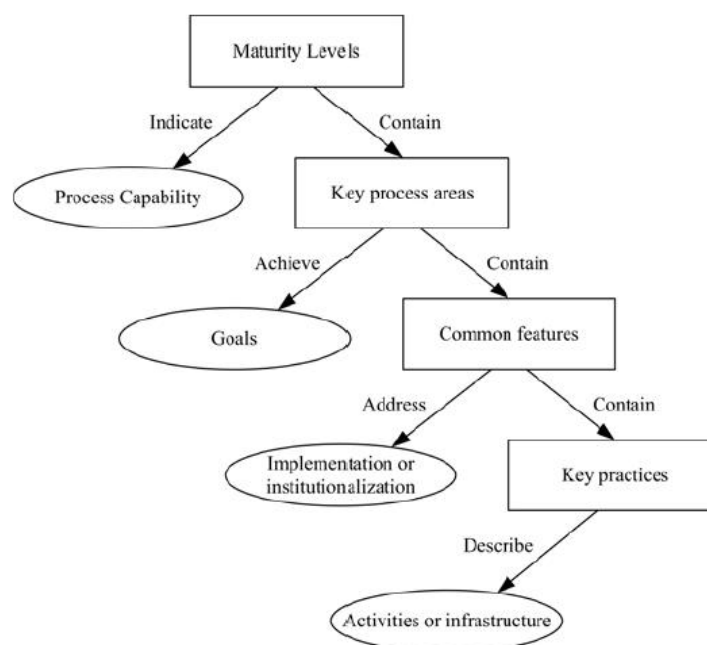 Maturity Levels
Indicate
Contain
Process Capability
Key process areas
Achieve
Contain
Goals
Common features
Address
Contain
Implementation or
institutionalization
Key practices
Describe
Activities or infrastructure